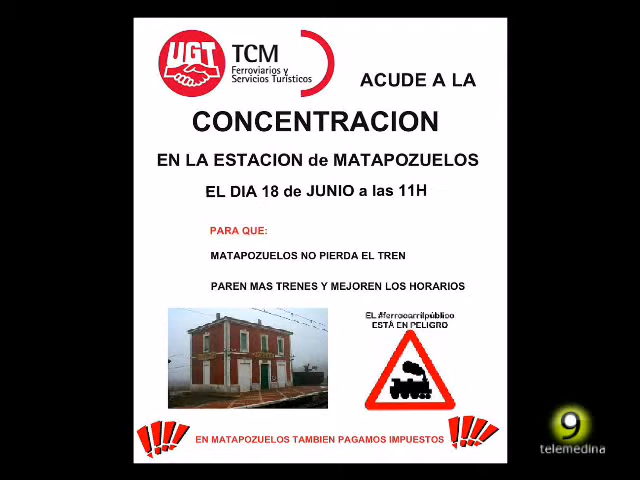 UGT
TCM
Ferroviarios y
Servicios Turísticos
ACUDE A LA
CONCENTRACION
EN LA ESTACION de MATAPOZUELOS
EL DIA 18 de JUNIO a las 11H
PARA QUE:
MATAPOZUELOS NO PIERDA EL TREN
PAREN MAS TRENES Y MEJOREN LOS HORARIOS
EL #ferrocarrilpúblico
ESTÁ EN PELIGRO
!!!! EN MATAPOZUELOS TAMBIEN PAGAMOS IMPUESTOS !!!!
9
telemedina